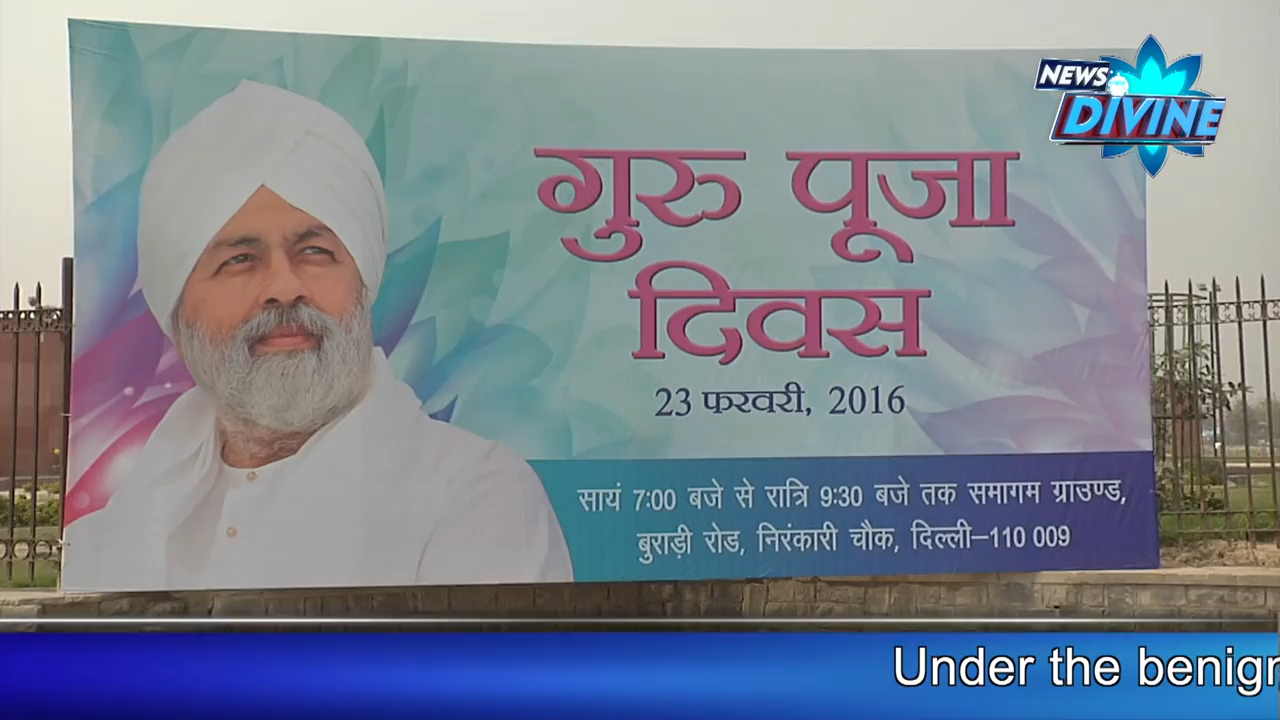 NEWS
DIVINE
गुरु पूजा
दिवस
23 फरवरी, 2016
सायं 7:00 बजे से रात्रि 9:30 बजे तक समागम ग्राउण्ड,
बुराड़ी रोड, निरंकारी चौक, दिल्ली–110 009
Under the benign